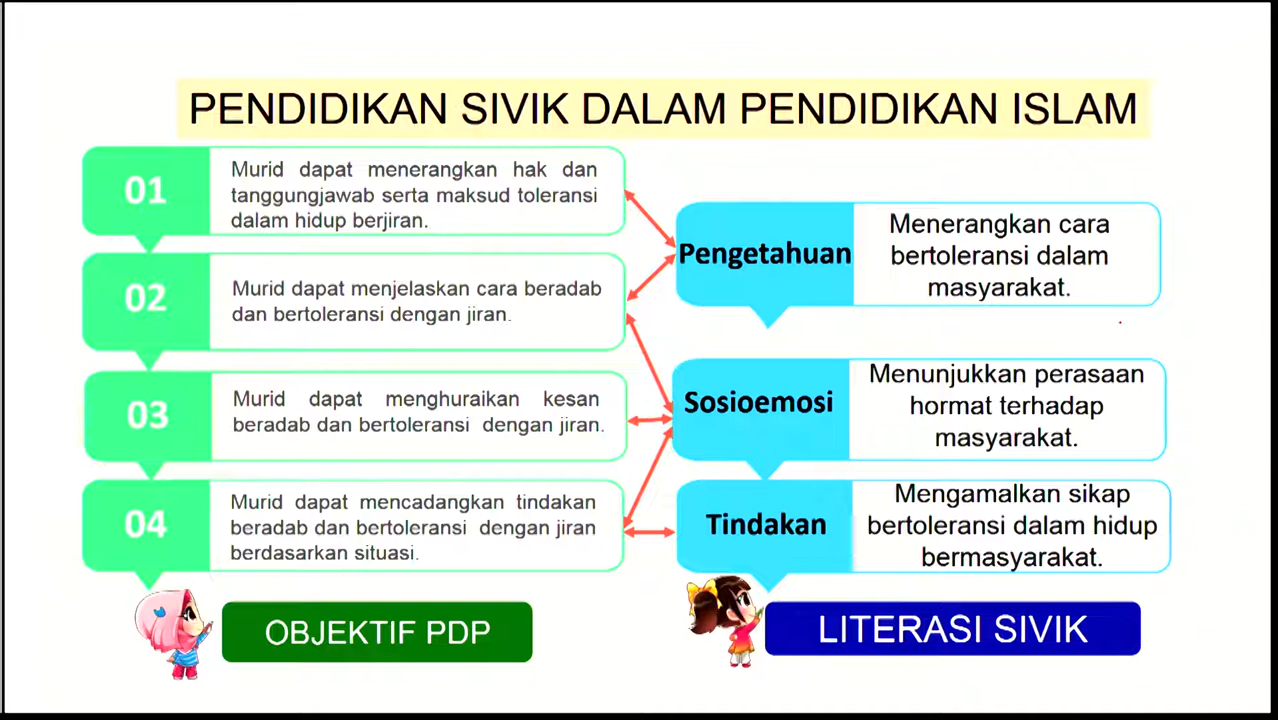 PENDIDIKAN SIVIK DALAM PENDIDIKAN ISLAM
01
Murid dapat menerangkan hak dan
tanggungjawab serta maksud toleransi
dalam hidup berjiran.
02
Murid dapat menjelaskan cara beradab
dan bertoleransi dengan jiran.
03
Murid dapat menghuraikan kesan
beradab dan bertoleransi dengan jiran.
04
Murid dapat mencadangkan tindakan
beradab dan bertoleransi dengan jiran
berdasarkan situasi.
OBJEKTIF PDP
Pengetahuan
Menerangkan cara
bertoleransi dalam
masyarakat.
Sosioemosi
Menunjukkan perasaan
hormat terhadap
masyarakat.
Tindakan
Mengamalkan sikap
bertoleransi dalam hidup
bermasyarakat.
LITERASI SIVIK